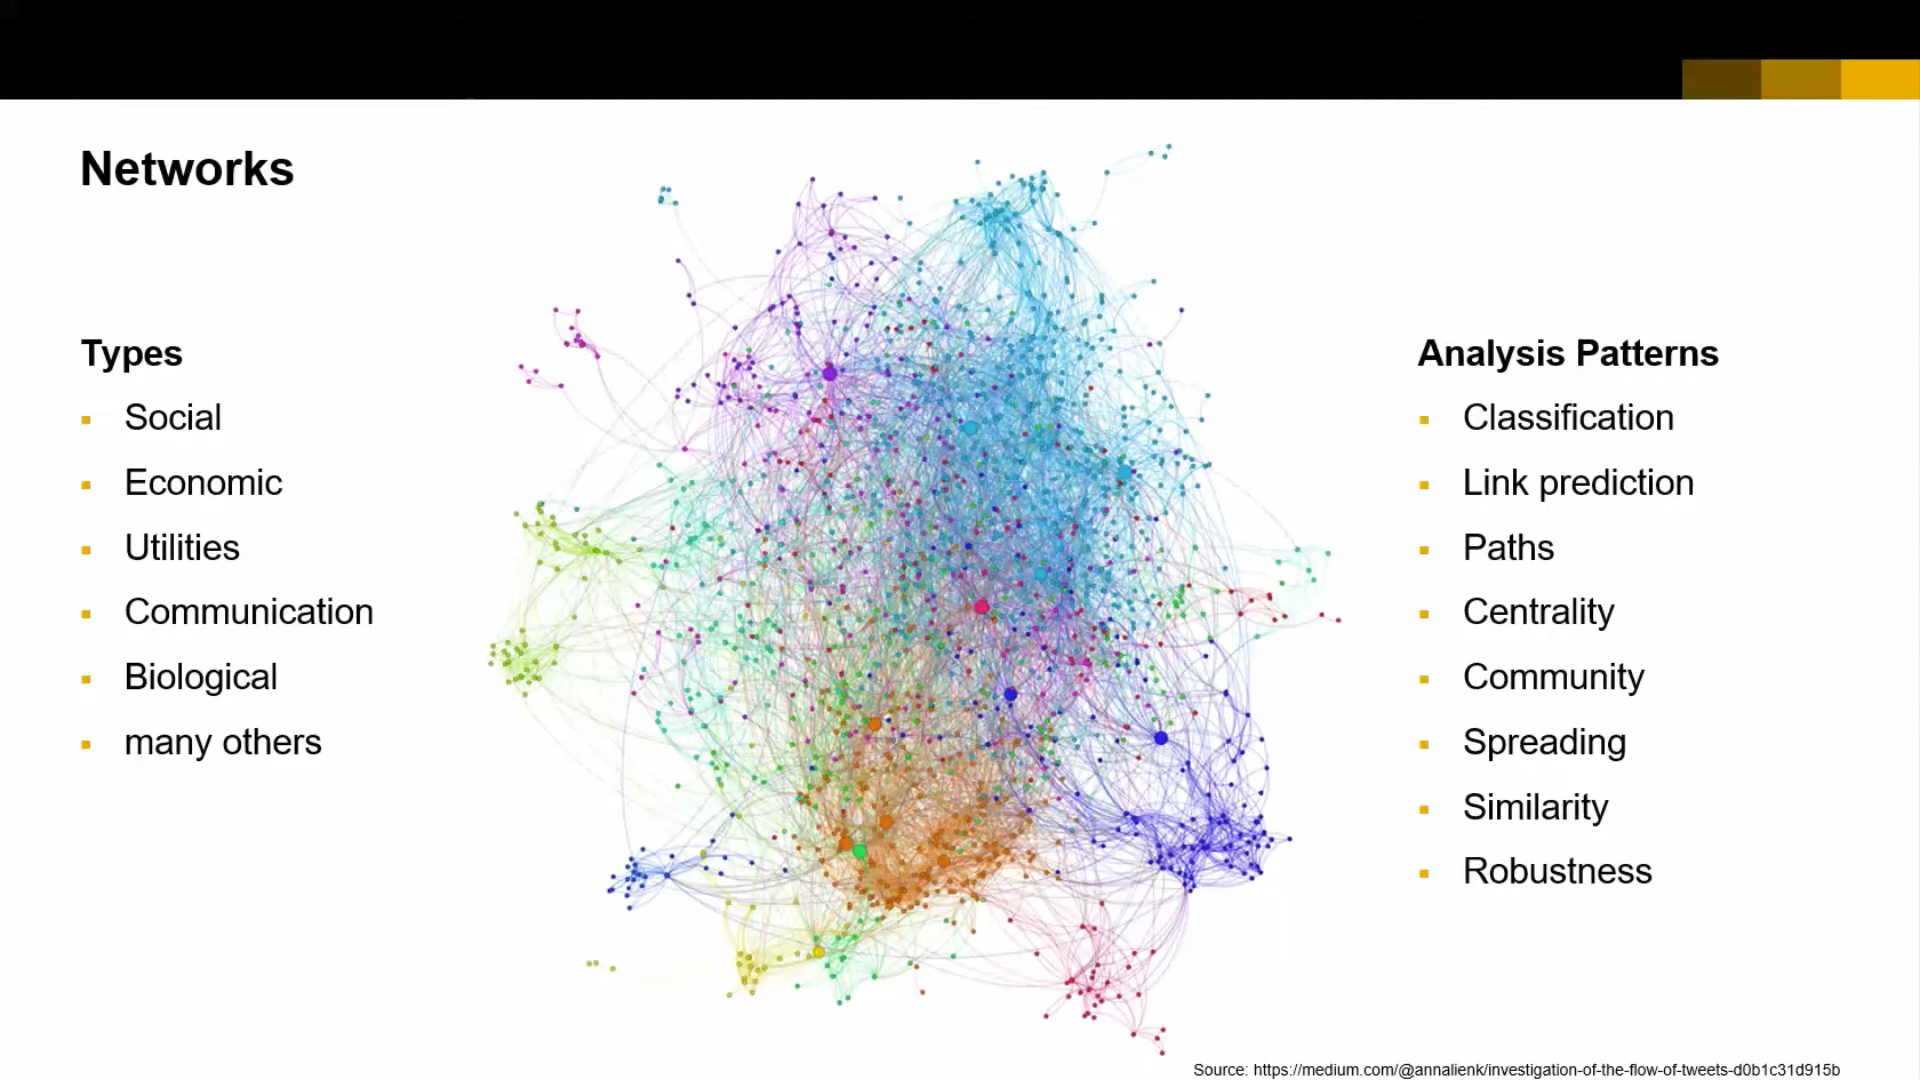 Networks
Types
Social
Economic
Utilities
Communication
Biological
many others
Analysis Patterns
Classification
Link prediction
Paths
Centrality
Community
Spreading
Similarity
Robustness
Source: https://medium.com/@annalienk/investigation-of-the-flow-of-tweets-d0b1c31d915b